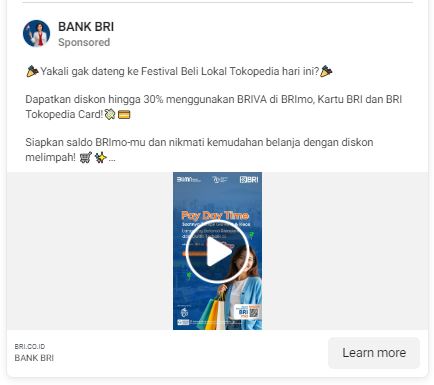 BANK BRI
Sponsored
🎉Yakali gak dateng ke Festival Beli Lokal Tokopedia hari ini?🎉
Dapatkan diskon hingga 30% menggunakan BRIVA di BRImo, Kartu BRI dan BRI
Tokopedia Card!💸💳
Siapkan saldo BRImo-mu dan nikmati kemudahan belanja dengan diskon
melimpah! 🛒✨...
BUMN
BRI
Pay Day Time
BRI
BRI.CO.ID
BANK BRI
Learn more